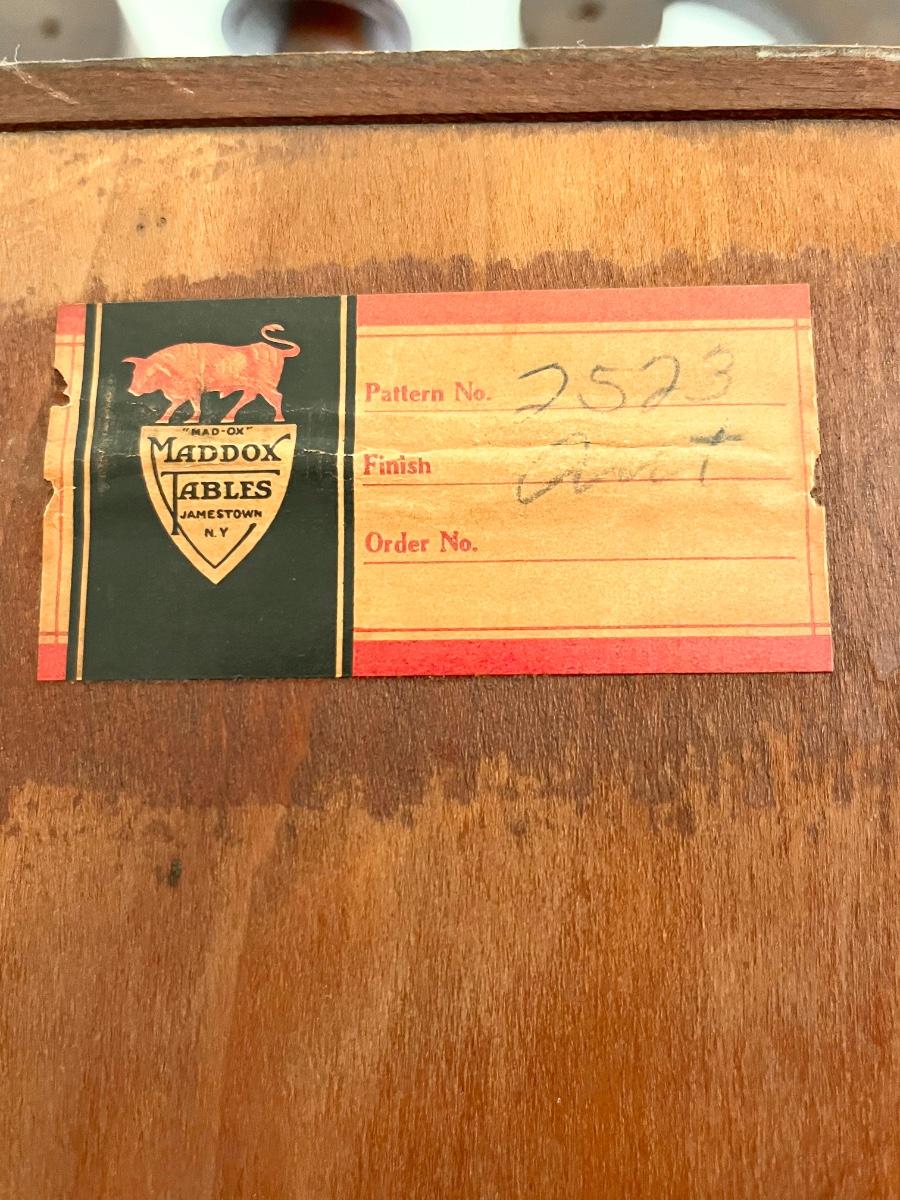 "MAD-OX"
MADDOX
TABLES
JAMESTOWN
N.Y
Pattern No. 2523
Finish
Order No.